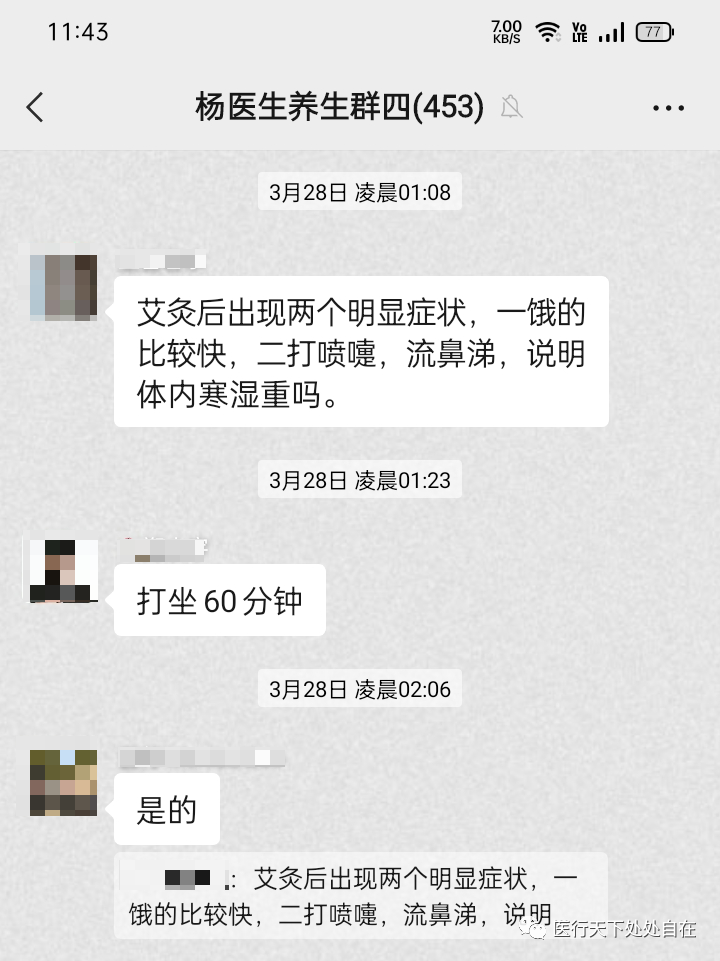 11:43
7.00
KB/S
Vo
LTE
77
杨医生养生群四(453)
3月28日 凌晨01:08
艾灸后出现两个明显症状，一饿的
比较快，二打喷嚏，流鼻涕，说明
体内寒湿重吗。
3月28日 凌晨01:23
打坐60分钟
3月28日 凌晨02:06
是的
：艾灸后出现两个明显症状，一
饿的比较快，二打喷嚏，流鼻涕，说明
医行天下处处自在